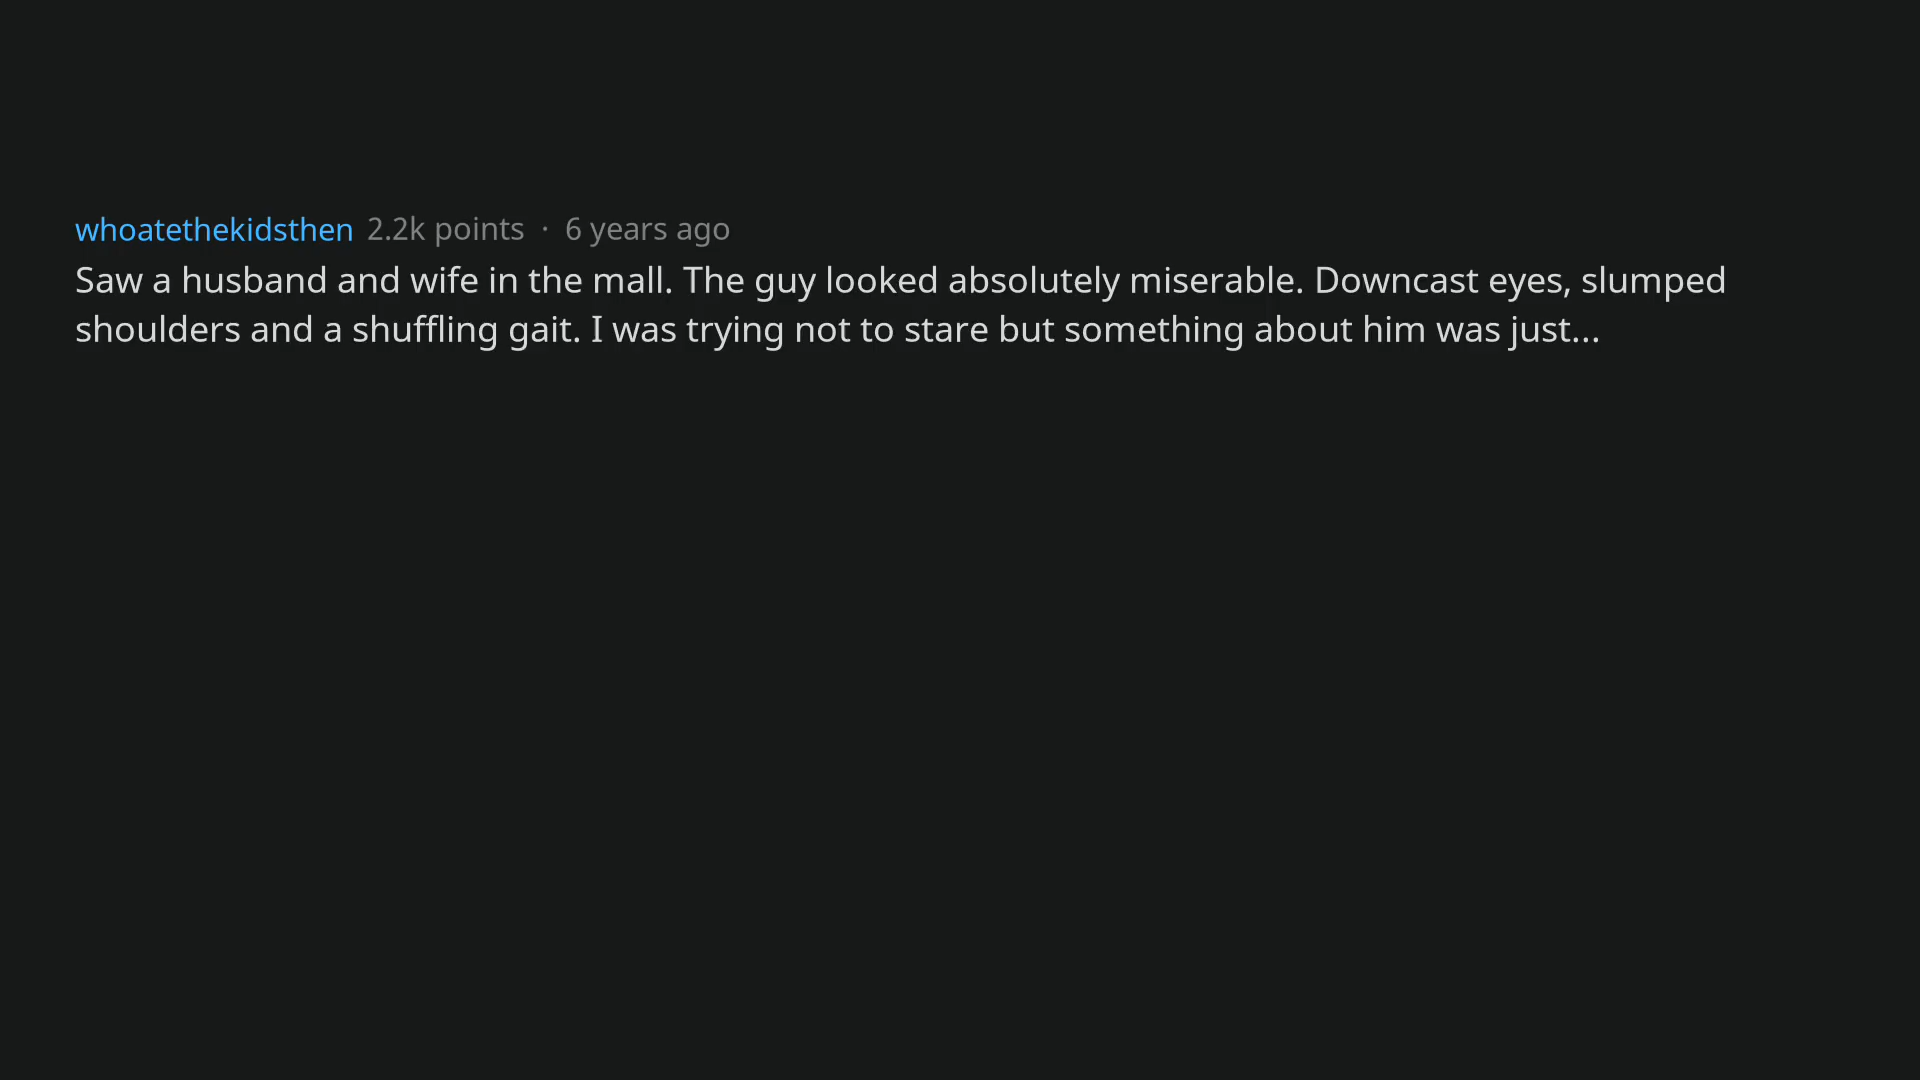 whoatethekidsthen 2.2k points · 6 years ago
Saw a husband and wife in the mall. The guy looked absolutely miserable. Downcast eyes, slumped
shoulders and a shuffling gait. I was trying not to stare but something about him was just...